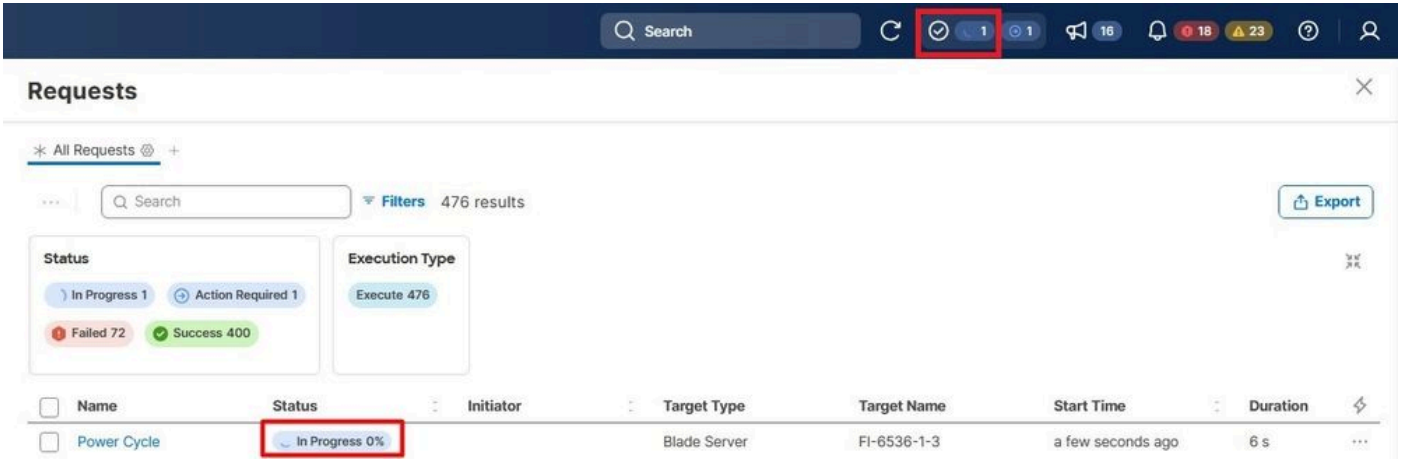 Search 1 1 16 18 23
Requests
All Requests +
Search Filters 476 results Export
Status Execution Type
In Progress 1 Action Required 1 Execute 476
Failed 72 Success 400
Name Status Initiator Target Type Target Name Start Time Duration
Power Cycle In Progress 0% Blade Server FI-6536-1-3 a few seconds ago 6 s